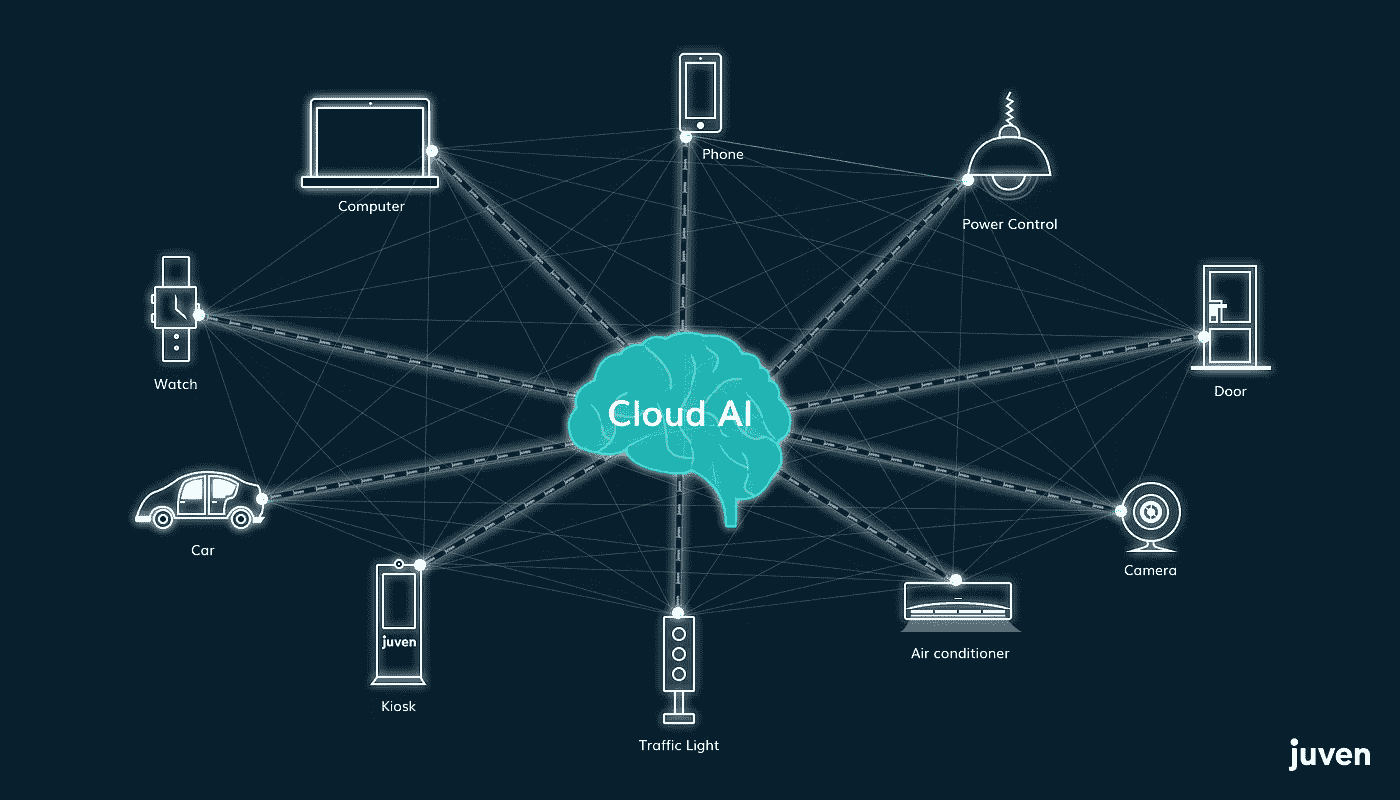 Phone
Computer
Power Control
Watch
Door
Cloud AI
Car
Camera
juven
Kiosk
Air conditioner
Traffic Light
juven